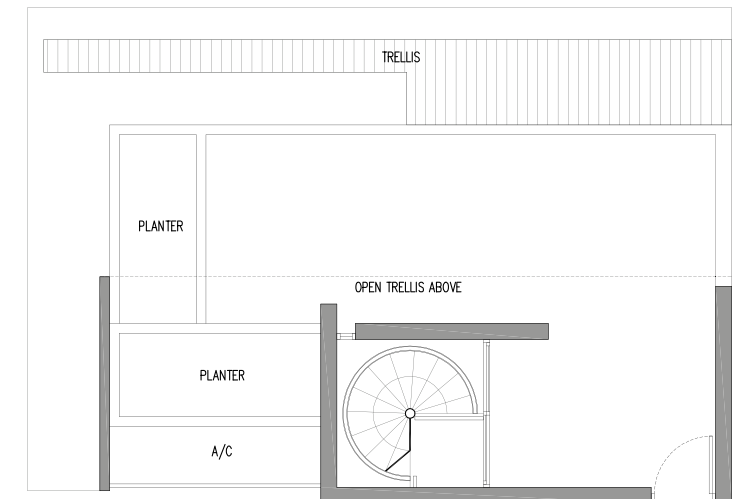 TRELLIS
PLANTER
OPEN TRELLIS ABOVE
PLANTER
A/C